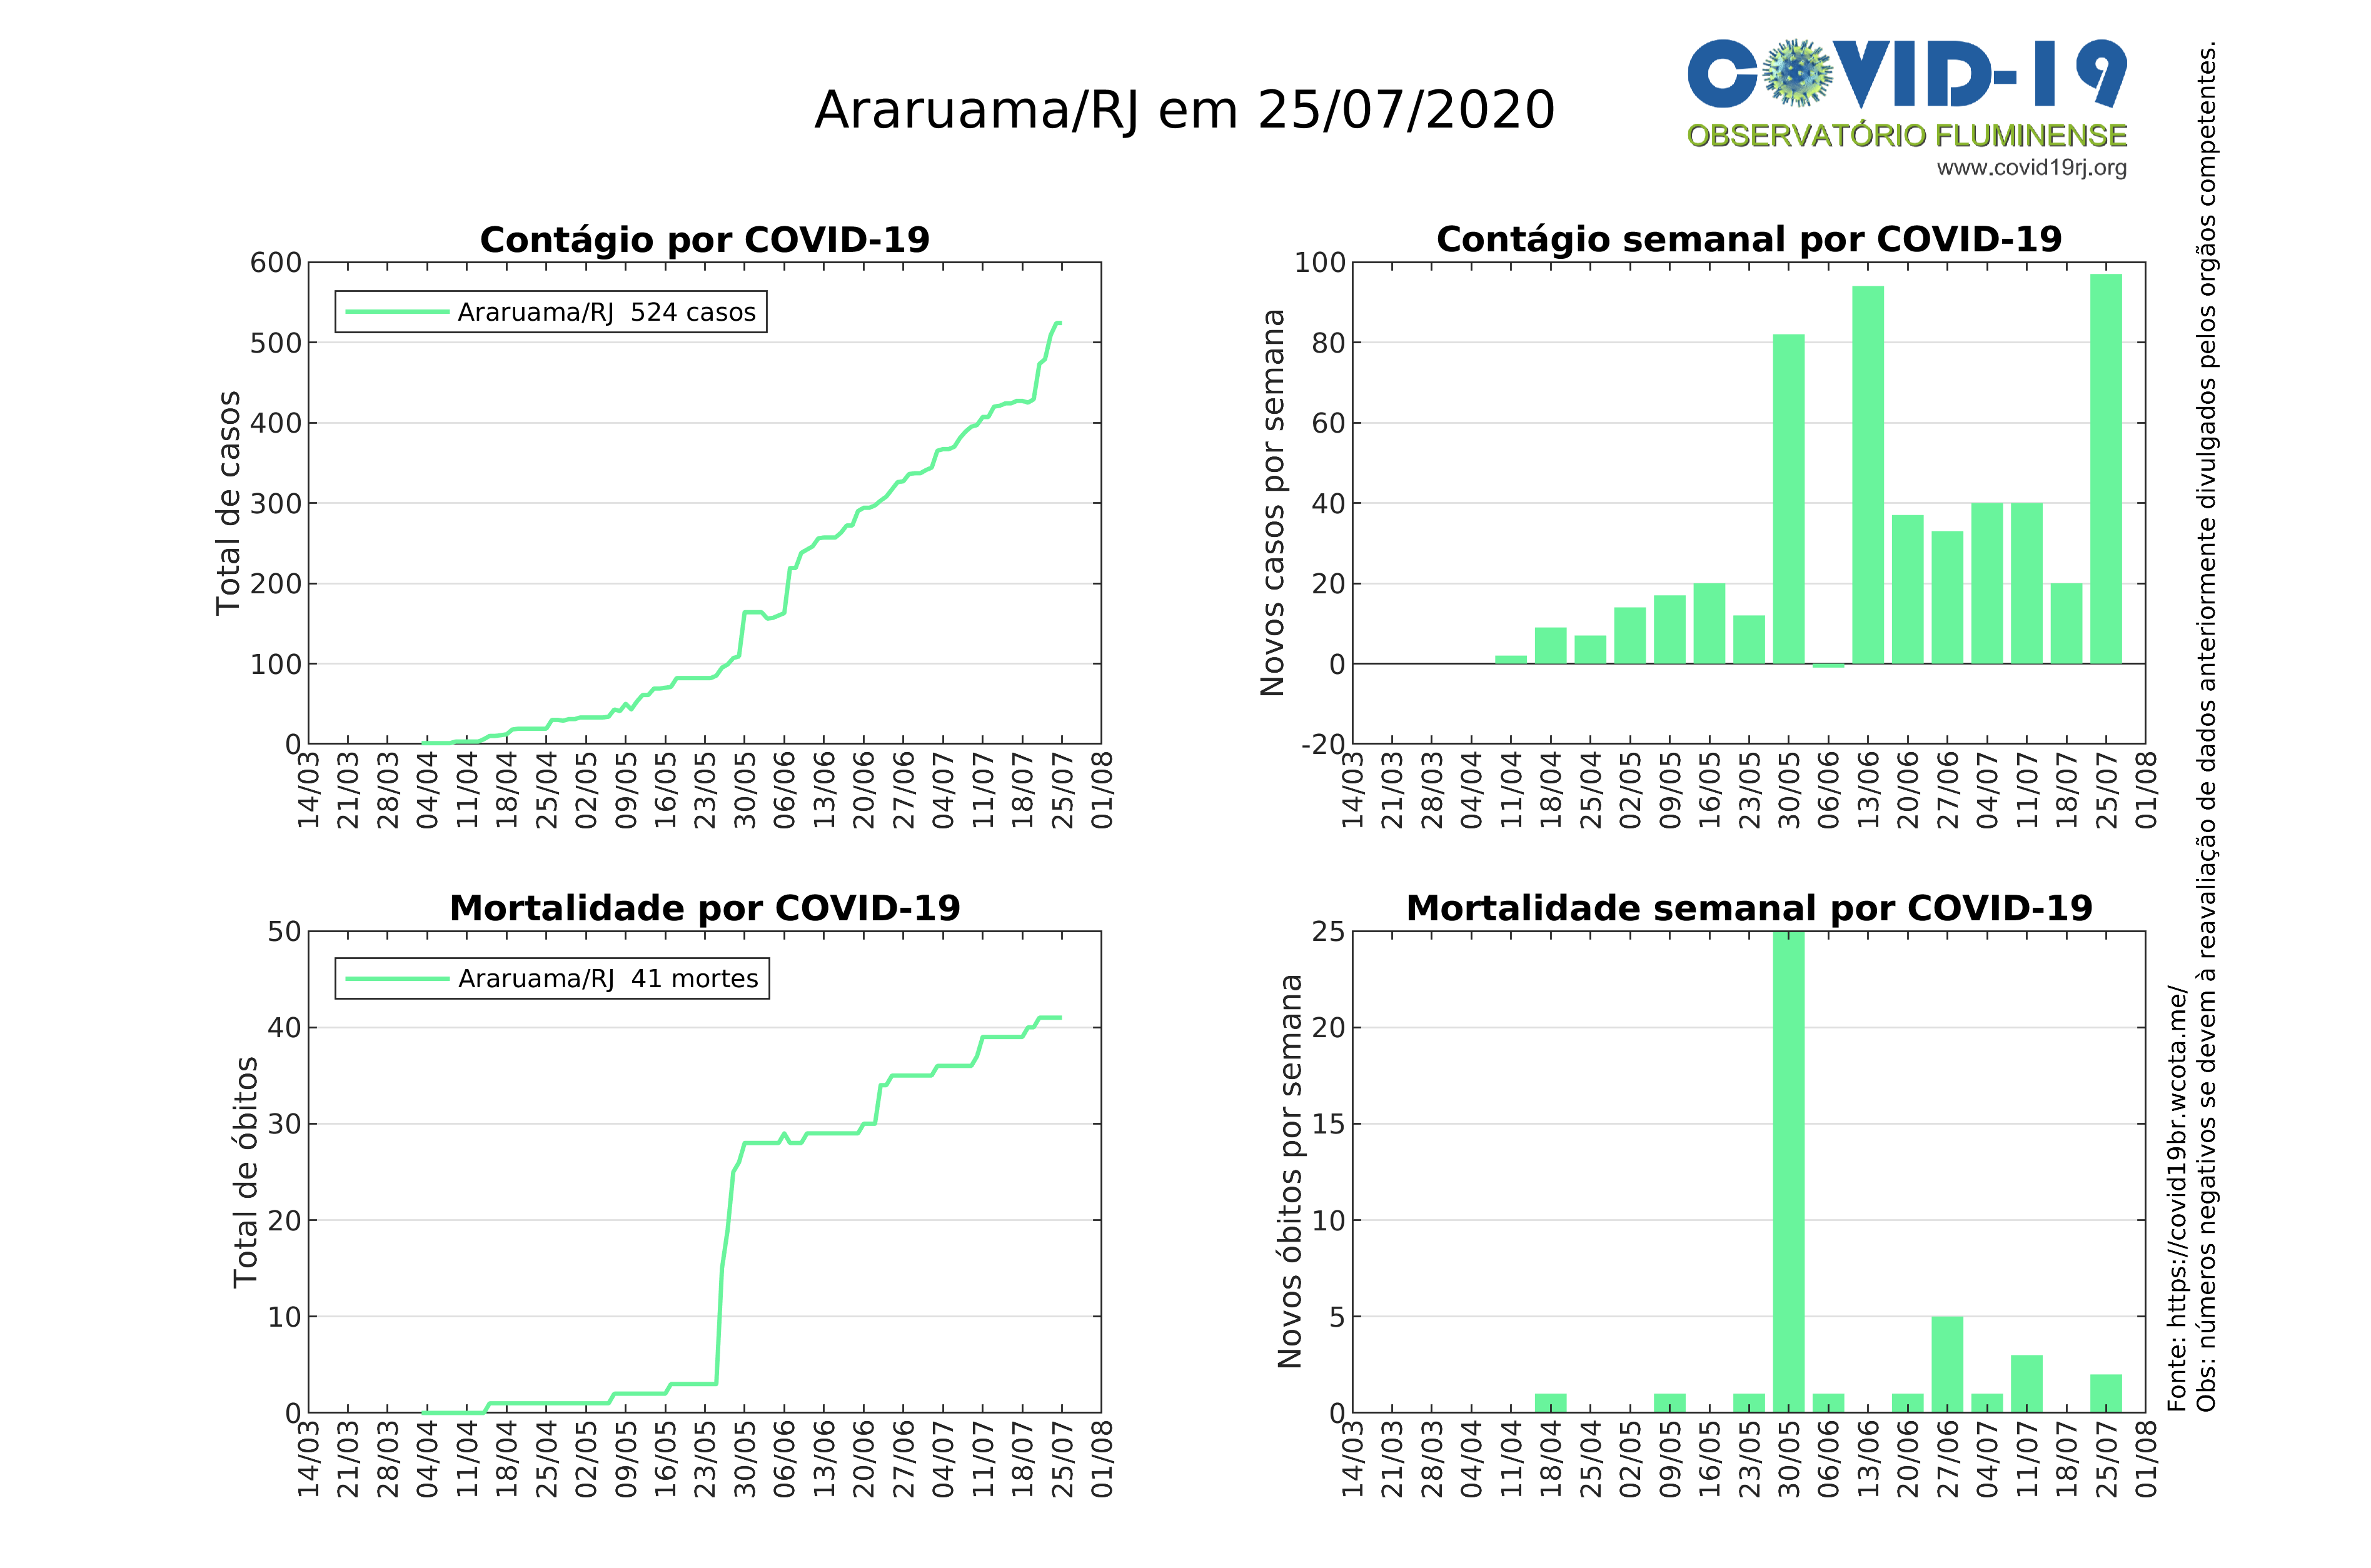 Araruama/RJ em 25/07/2020
COVID-19
OBSERVATÓRIO FLUMINENSE
www.covid19rj.org
Contágio por COVID-19
Total de casos
600
500
400
300
200
100
0
Araruama/RJ 524 casos
14/03 21/03 28/03 04/04 11/04 18/04 25/04 02/05 09/05 16/05 23/05 30/05 06/06 13/06 20/06 27/06 04/07 11/07 18/07 25/07 01/08
Contágio semanal por COVID-19
Novos casos por semana
100
80
60
40
20
0
-20
14/03 21/03 28/03 04/04 11/04 18/04 25/04 02/05 09/05 16/05 23/05 30/05 06/06 13/06 20/06 27/06 04/07 11/07 18/07 25/07 01/08
Mortalidade por COVID-19
Total de óbitos
50
40
30
20
10
0
Araruama/RJ 41 mortes
14/03 21/03 28/03 04/04 11/04 18/04 25/04 02/05 09/05 16/05 23/05 30/05 06/06 13/06 20/06 27/06 04/07 11/07 18/07 25/07 01/08
Mortalidade semanal por COVID-19
Novos óbitos por semana
25
20
15
10
5
0
14/03 21/03 28/03 04/04 11/04 18/04 25/04 02/05 09/05 16/05 23/05 30/05 06/06 13/06 20/06 27/06 04/07 11/07 18/07 25/07 01/08
Fonte: https://covid19br.wcota.me/
Obs: números negativos se devem à reavaliação de dados anteriormente divulgados pelos orgãos competentes.